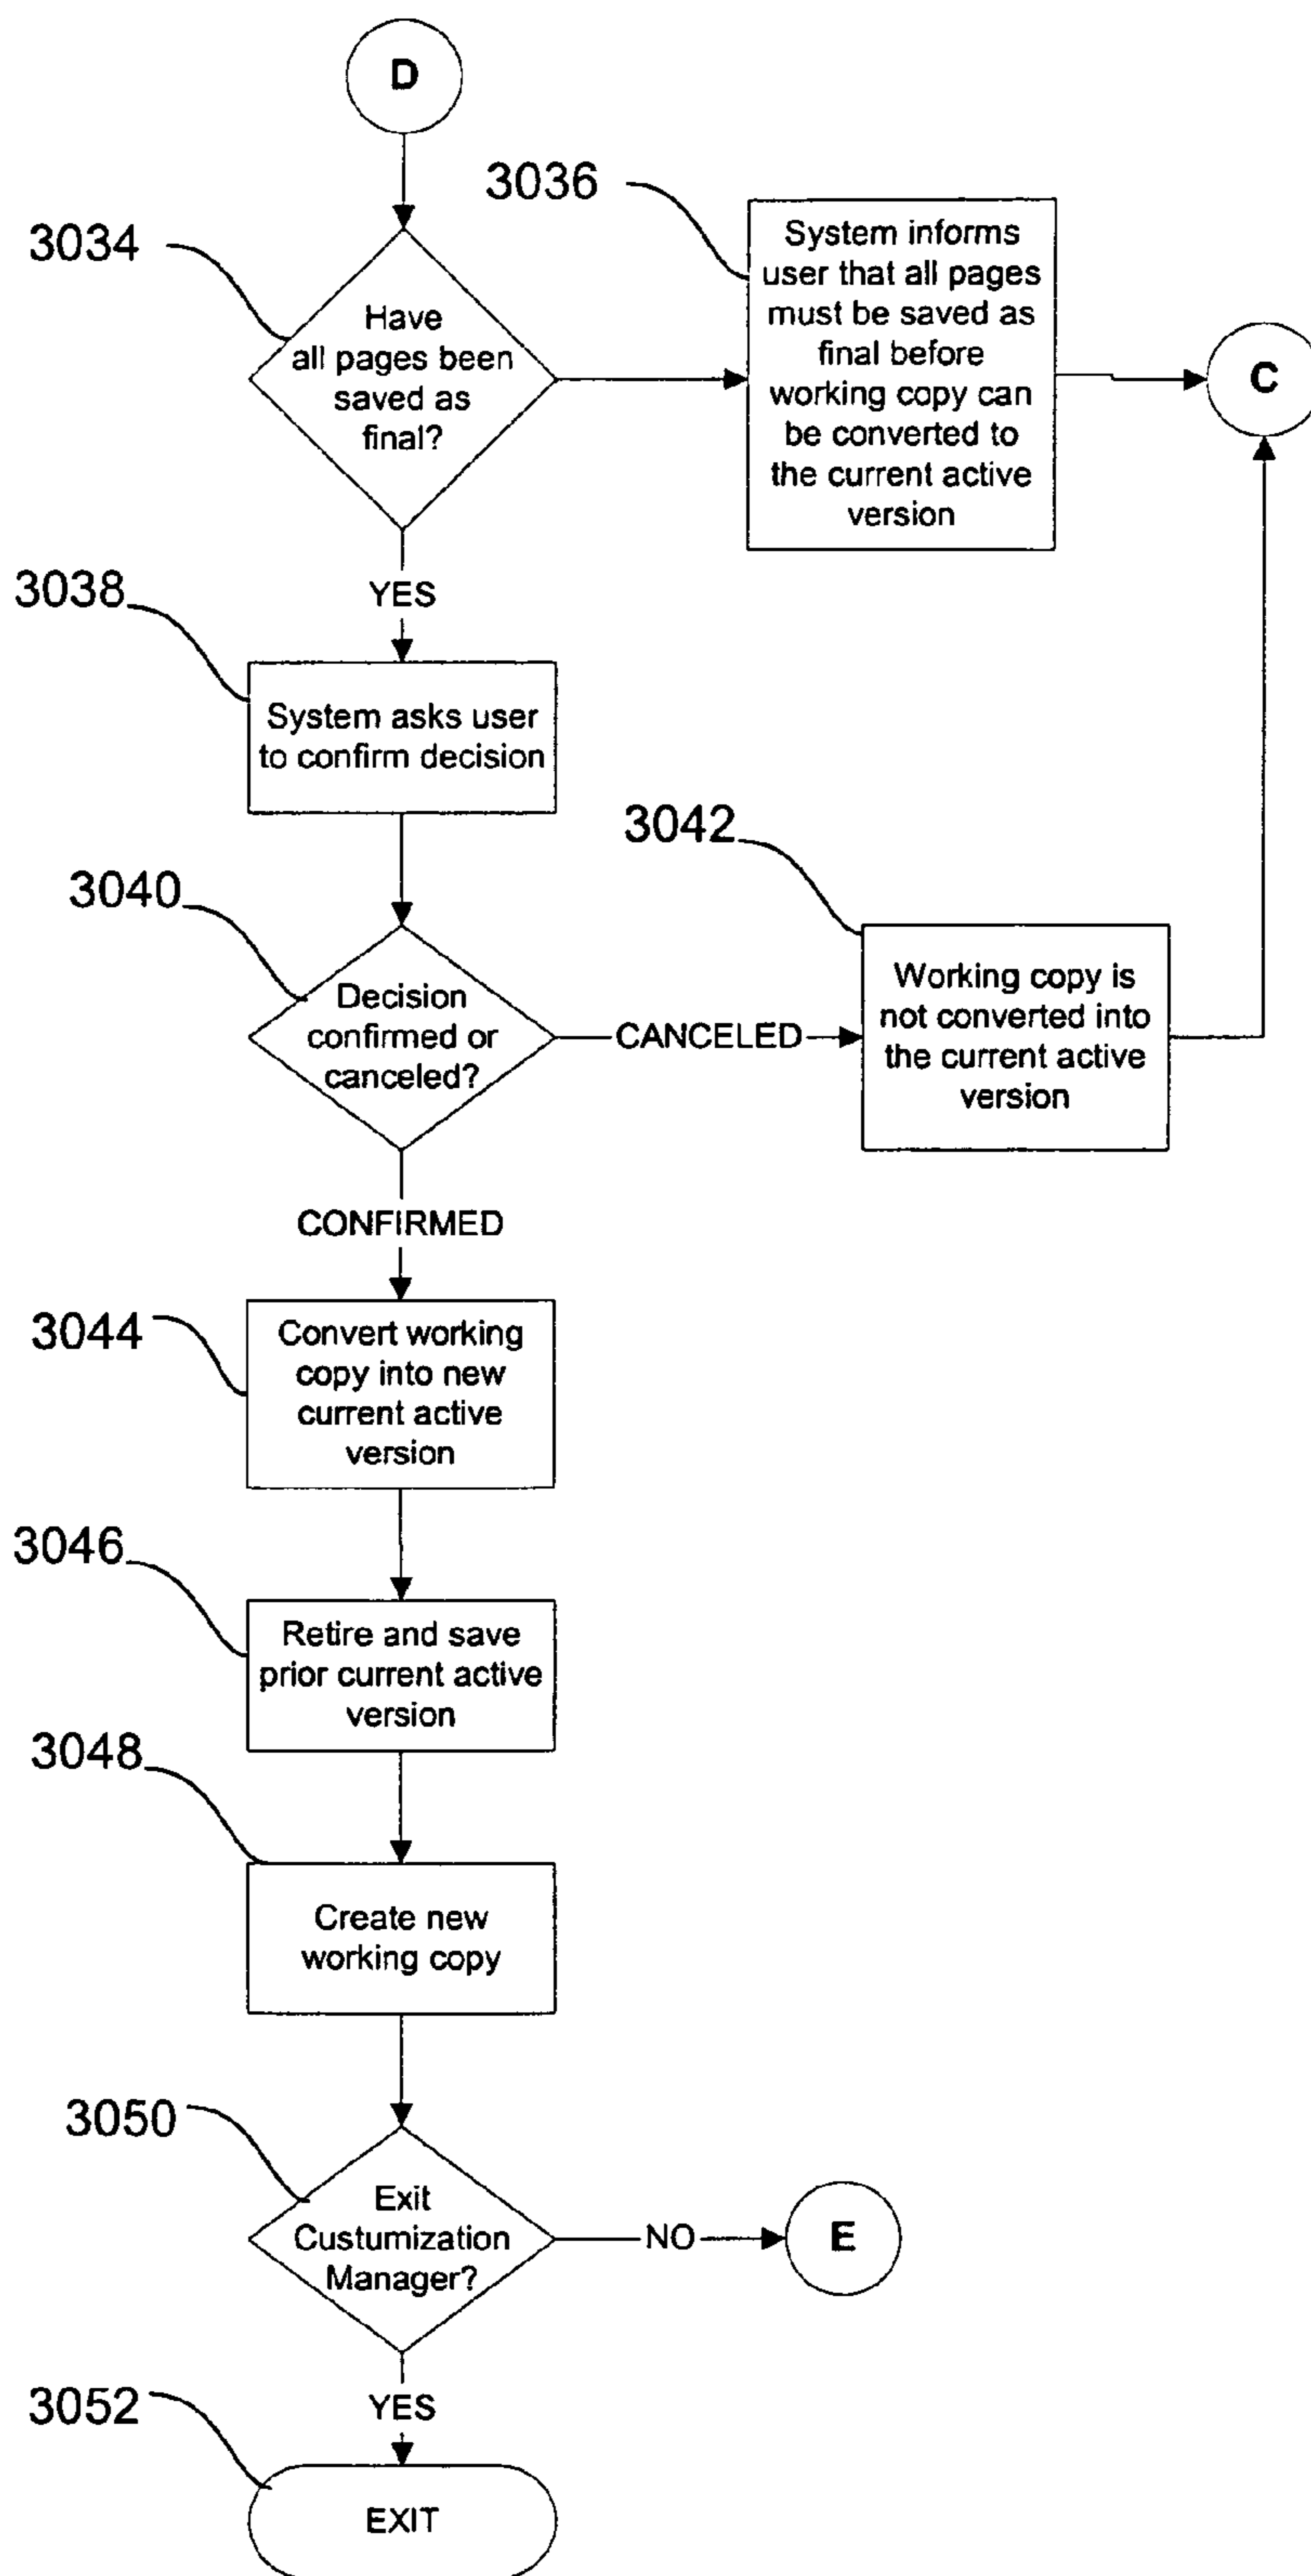 D
3034
Have
all pages been
saved as
final?
3036
System informs
user that all pages
must be saved as
final before
working copy can
be converted to
the current active
version
C
YES
3038
System asks user
to confirm decision
3040
Decision
confirmed or
canceled?
CANCELED
3042
Working copy is
not converted into
the current active
version
CONFIRMED
3044
Convert working
copy into new
current active
version
3046
Retire and save
prior current active
version
3048
Create new
working copy
3050
Exit
Custumization
Manager?
NO
E
YES
3052
EXIT